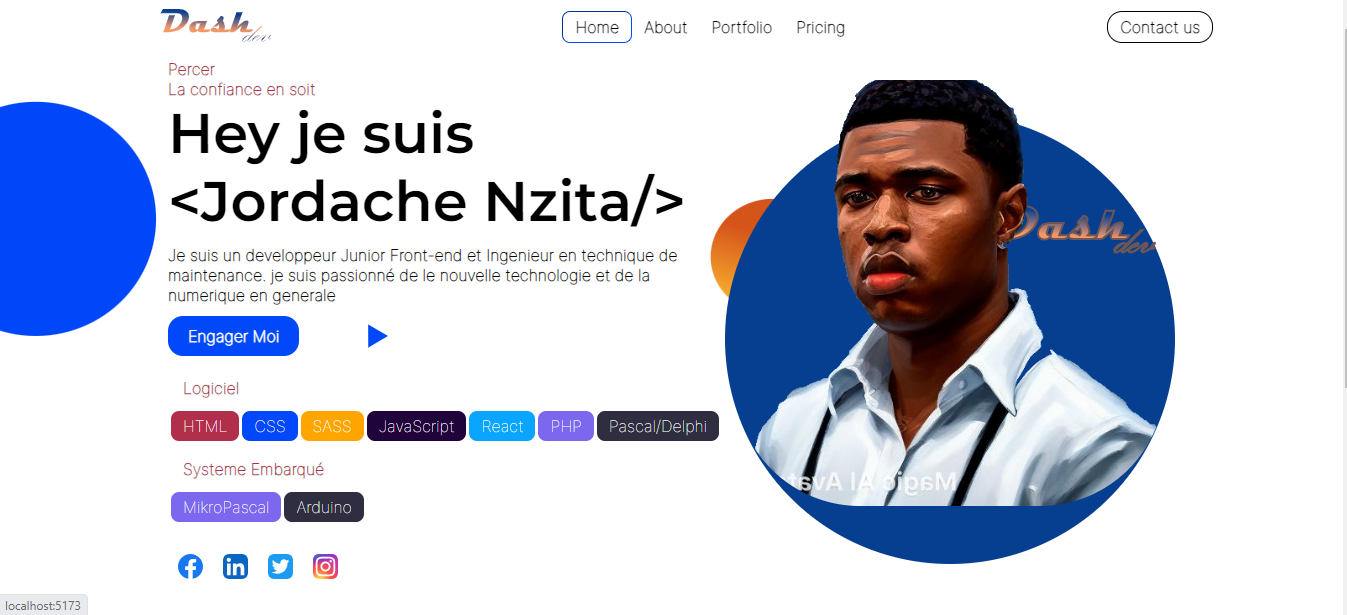 Dash
dev
Home About Portfolio Pricing
Contact us
Percer
La confiance en soit
Hey je suis
<Jordache Nzita/>
Je suis un developpeur Junior Front-end et Ingenieur en technique de
maintenance. je suis passionné de le nouvelle technologie et de la
numerique en generale
Engager Moi
Logiciel
HTML CSS SASS JavaScript React PHP Pascal/Delphi
Systeme Embarqué
MikroPascal Arduino
Dash
dev
Magic AI Avat
localhost:5173